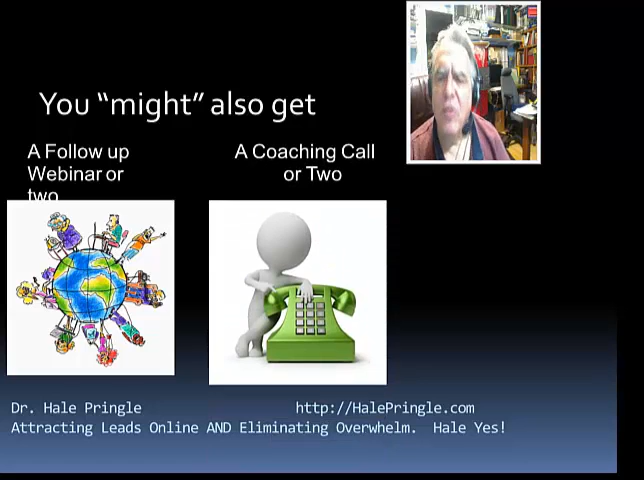 You “might” also get
A Follow up
Webinar or
two
A Coaching Call
or Two
Dr. Hale Pringle
http://HalePringle.com
Attracting Leads Online AND Eliminating Overwhelm. Hale Yes!